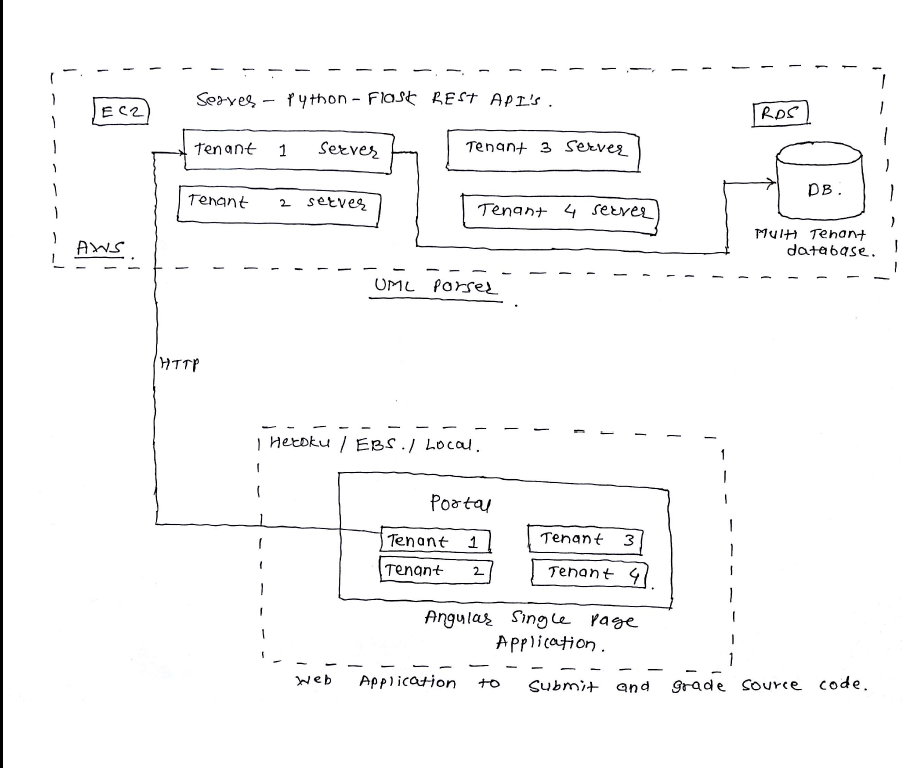 EC2
Server - Python - Flask REST API's.
RDS
Tenant 1 Server
Tenant 3 Server
Tenant 2 server
Tenant 4 server
DB.
Multi Tenant
database.
AWS.
UML Parser.
HTTP
Heroku / EBS. / Local.
Portal
Tenant 1
Tenant 3
Tenant 2
Tenant 4.
Angular Single Page
Application.
Web Application to submit and grade source code.